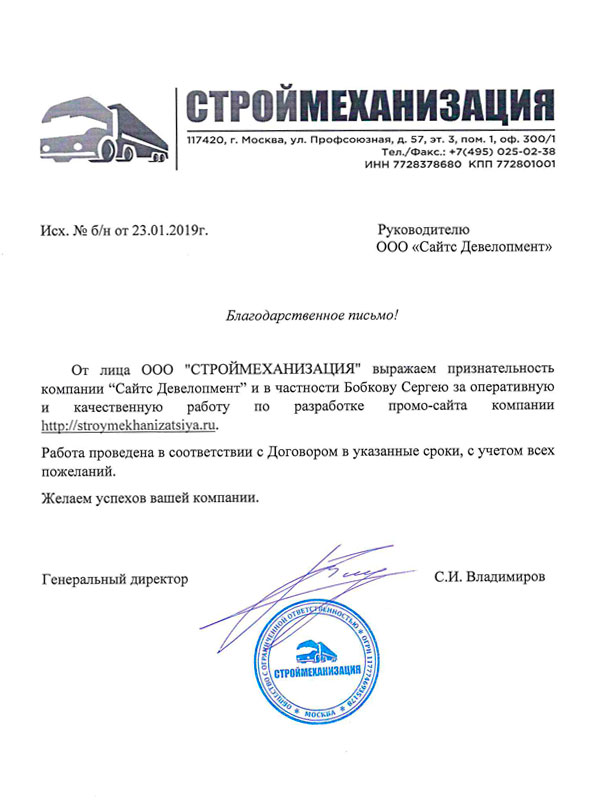 СТРОЙМЕХАНИЗАЦИЯ
117420, г. Москва, ул. Профсоюзная, д. 57, эт. 3, пом. 1, оф. 300/1
Тел./Факс.: +7(495) 025-02-38
ИНН 7728378680 КПП 772801001
Исх. № б/н от 23.01.2019г.
Руководителю
ООО «Сайтс Девелопмент»
Благодарственное письмо!
От лица ООО "СТРОЙМЕХАНИЗАЦИЯ" выражаем признательность
компании “Сайтс Девелопмент” и в частности Бобкову Сергею за оперативную
и качественную работу по разработке промо-сайта компании
http://stroymekhanizatsiya.ru.
Работа проведена в соответствии с Договором в указанные сроки, с учетом всех
пожеланий.
Желаем успехов вашей компании.
Генеральный директор
С.И. Владимиров
ОБЩЕСТВО С ОГРАНИЧЕННОЙ ОТВЕТСТВЕННОСТЬЮ * ОГРН
СТРОЙМЕХАНИЗАЦИЯ
* МОСКВА *